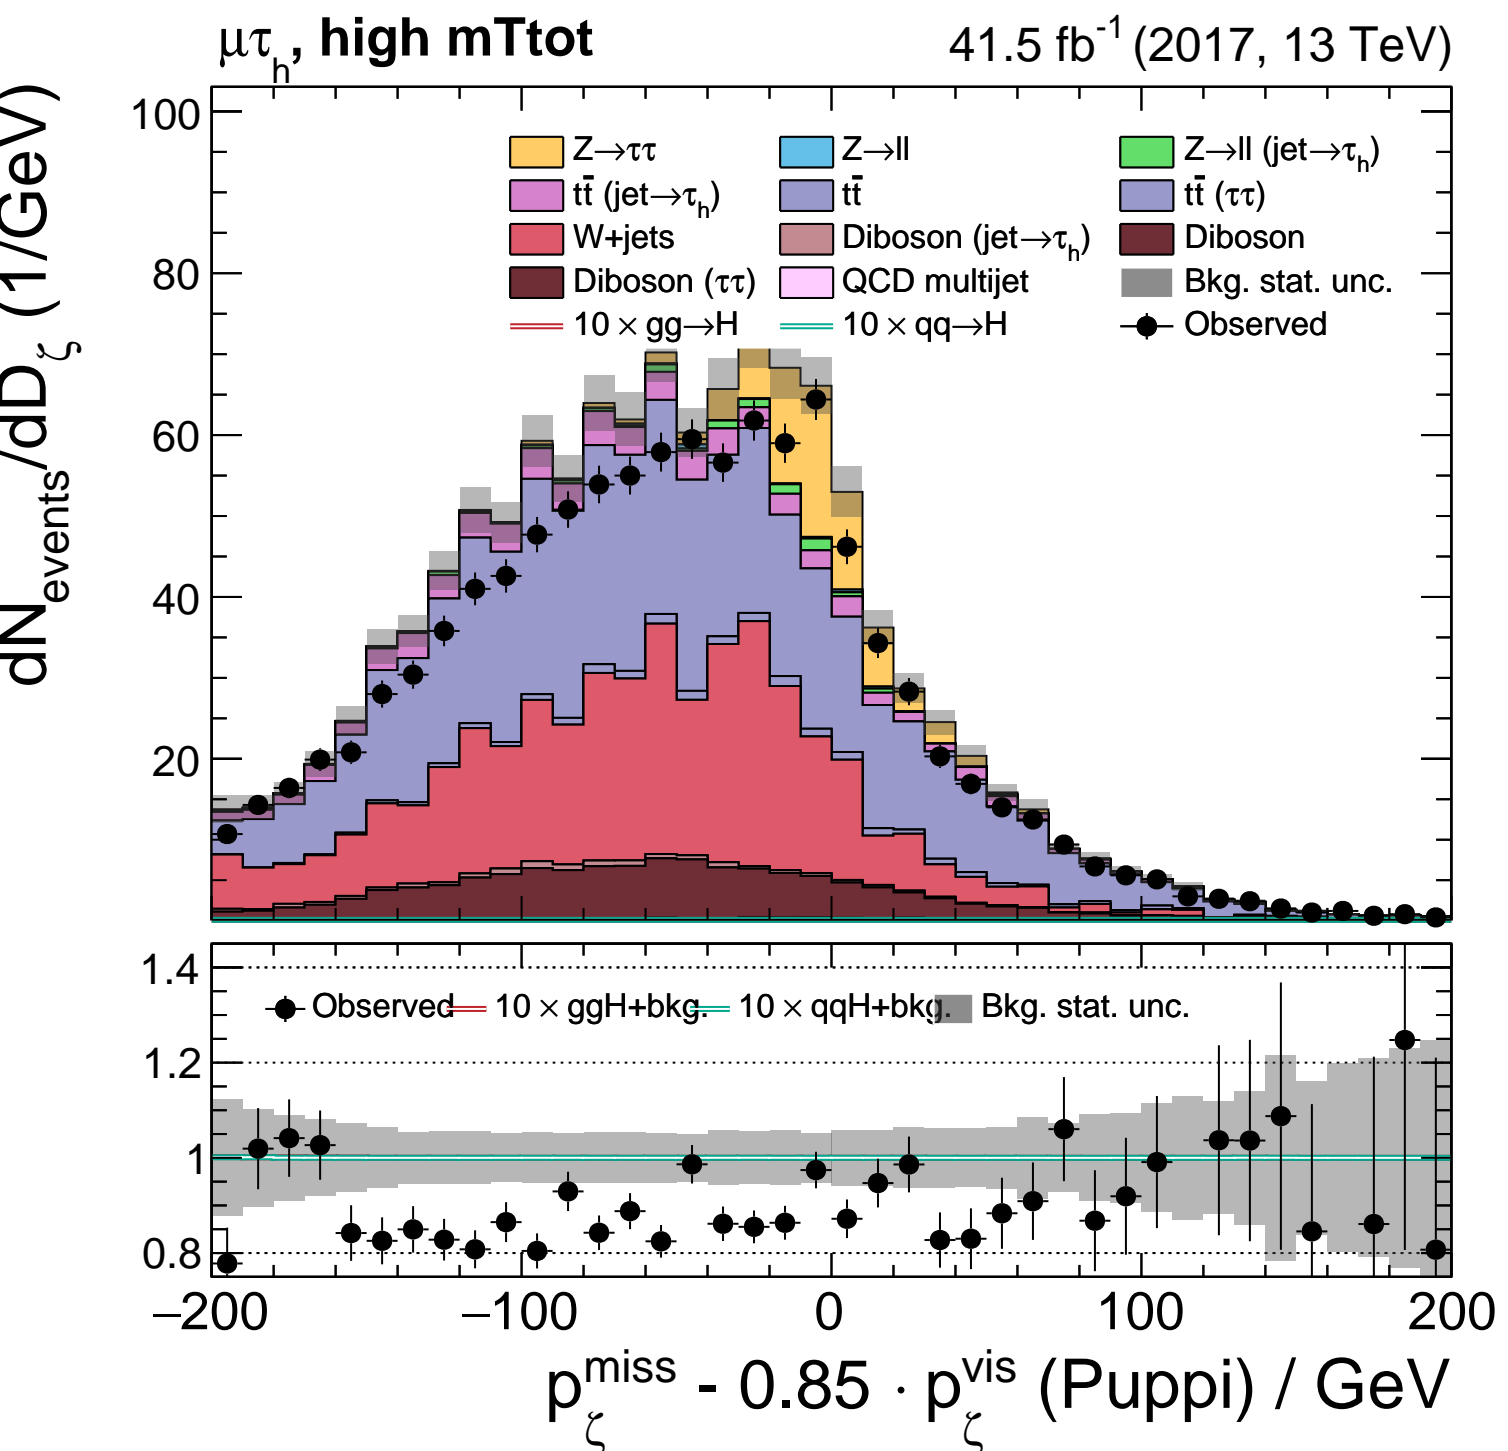 μτh, high mTtot
41.5 fb-1 (2017, 13 TeV)
dNevents/dDζ (1/GeV)
100
80
60
40
20
Z→ττ
Z→ll
Z→ll (jet→τh)
tt̄ (jet→τh)
tt̄
tt̄ (ττ)
W+jets
Diboson (jet→τh)
Diboson
Diboson (ττ)
QCD multijet
Bkg. stat. unc.
10 × gg→H
10 × qq→H
Observed
1.4
1.2
1
0.8
Observed
10 × ggH+bkg.
10 × qqH+bkg.
Bkg. stat. unc.
−200
−100
0
100
200
pζmiss - 0.85 · pζvis (Puppi) / GeV